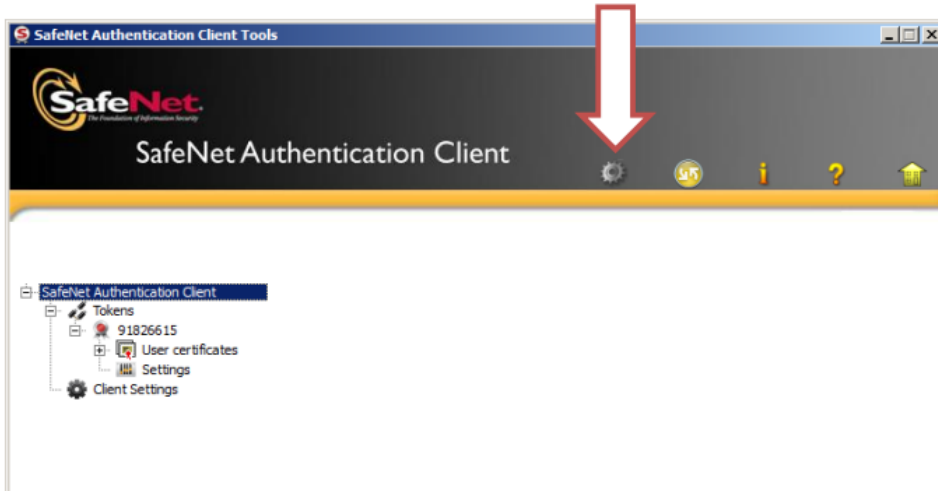 SafeNet Authentication Client Tools
SafeNet.
The Foundation of Information Security
SafeNet Authentication Client
SafeNet Authentication Client
Tokens
91826615
User certificates
Settings
Client Settings